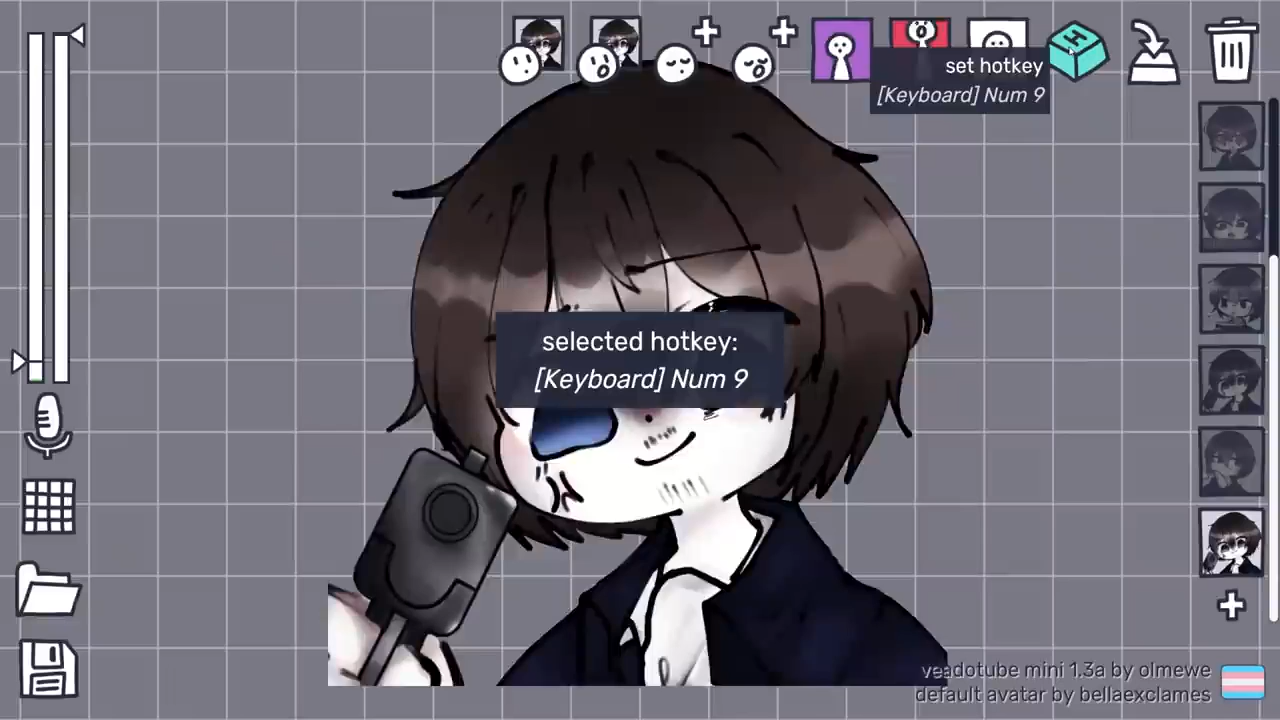 set hotkey
[Keyboard] Num 9
selected hotkey:
[Keyboard] Num 9
veadotube mini 1.3a by olmewe
default avatar by bellaexclames